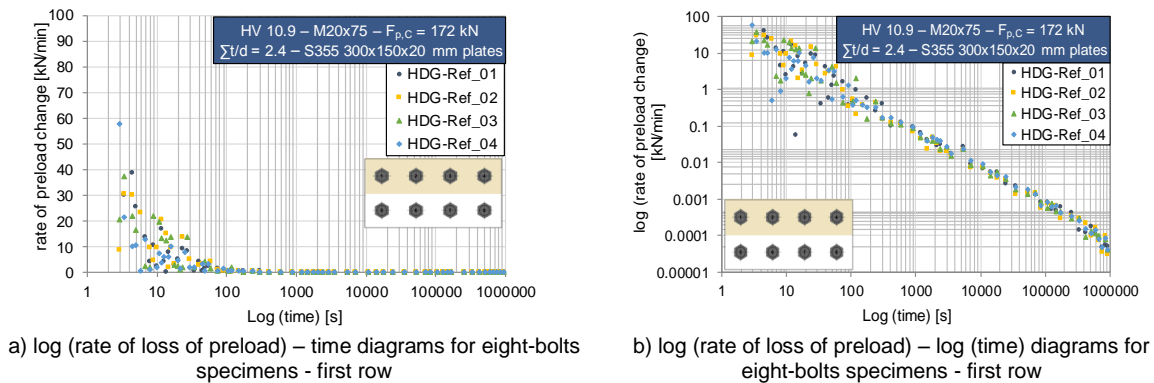 HV 10.9 – M20x75 – Fp,C = 172 kN
∑t/d = 2.4 – S355 300x150x20 mm plates
HDG-Ref_01
HDG-Ref_02
HDG-Ref_03
HDG-Ref_04
rate of preload change [kN/min]
100
90
80
70
60
50
40
30
20
10
0
1 10 100 1000 10000 100000 1000000
Log (time) [s]
a) log (rate of loss of preload) – time diagrams for eight-bolts
specimens - first row
HV 10.9 – M20x75 – Fp,C = 172 kN
∑t/d = 2.4 – S355 300x150x20 mm plates
HDG-Ref_01
HDG-Ref_02
HDG-Ref_03
HDG-Ref_04
log (rate of preload change)
[kN/min]
100
10
1
0.1
0.01
0.001
0.0001
0.00001
1 10 100 1000 10000 100000 1000000
Log (time) [s]
b) log (rate of loss of preload) – log (time) diagrams for
eight-bolts specimens - first row